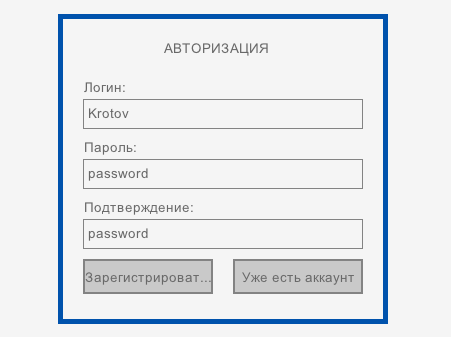 АВТОРИЗАЦИЯ
Логин:
Krotov
Пароль:
password
Подтверждение:
password
Зарегистрироват...
Уже есть аккаунт